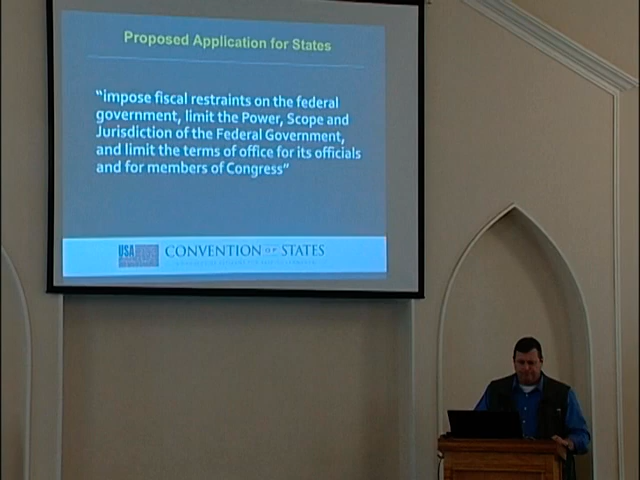 Proposed Application for States
“impose fiscal restraints on the federal
government, limit the Power, Scope and
Jurisdiction of the Federal Government,
and limit the terms of office for its officials
and for members of Congress”
USA CONVENTION OF STATES